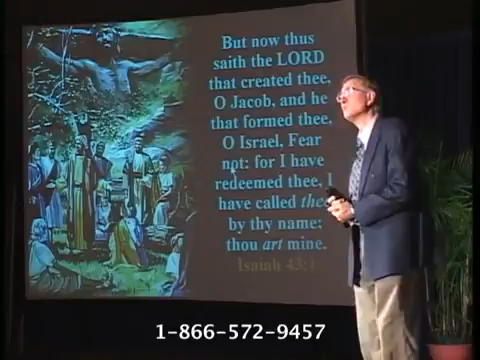 But now thus
saith the LORD
that created thee,
O Jacob, and he
that formed thee,
O Israel, Fear
not: for I have
redeemed thee, I
have called thee
by thy name;
thou art mine.
Isaiah 43:1
1-866-572-9457